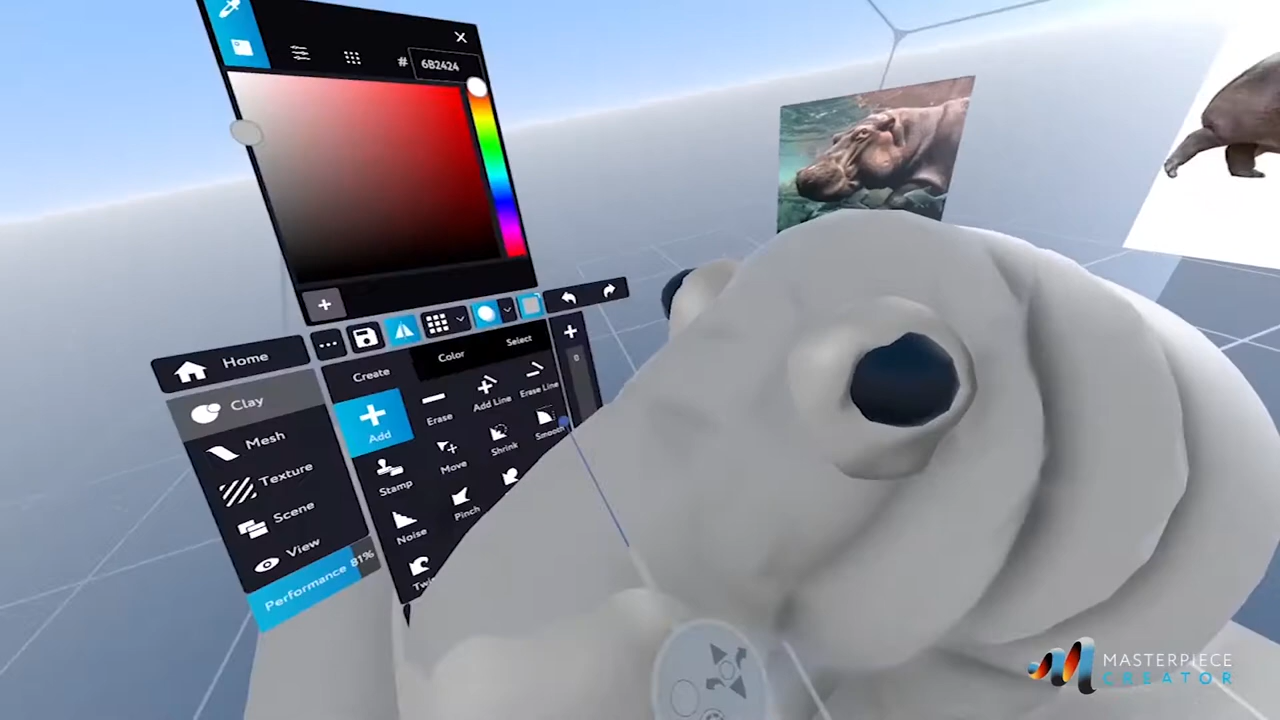 # 6B2424
Home
Clay
Mesh
Texture
Scene
View
Performance 81%
Create
Color
Select
Add
Erase
Add Line
Erase Line
Stamp
Move
Shrink
Smooth
Noise
Pinch
0
MASTERPIECE
CREATOR